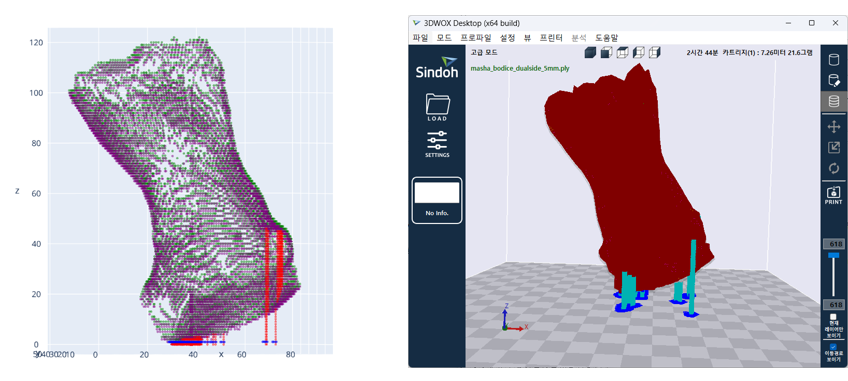 120
100
80
60
40
20
0
z
0
20
40
x
60
80
3DWOX Desktop (x64 build)
파일 모드 프로파일 설정 뷰 프린터 분석 도움말
고급 모드
2시간 44분 카트리지(1) : 7.26미터 21.6그램
masha_bodice_dualside_5mm.ply
Sindoh
LOAD
SETTINGS
No Info.
PRINT
618
618
현재
레이어만
보이기
이동경로
보이기
Z
X